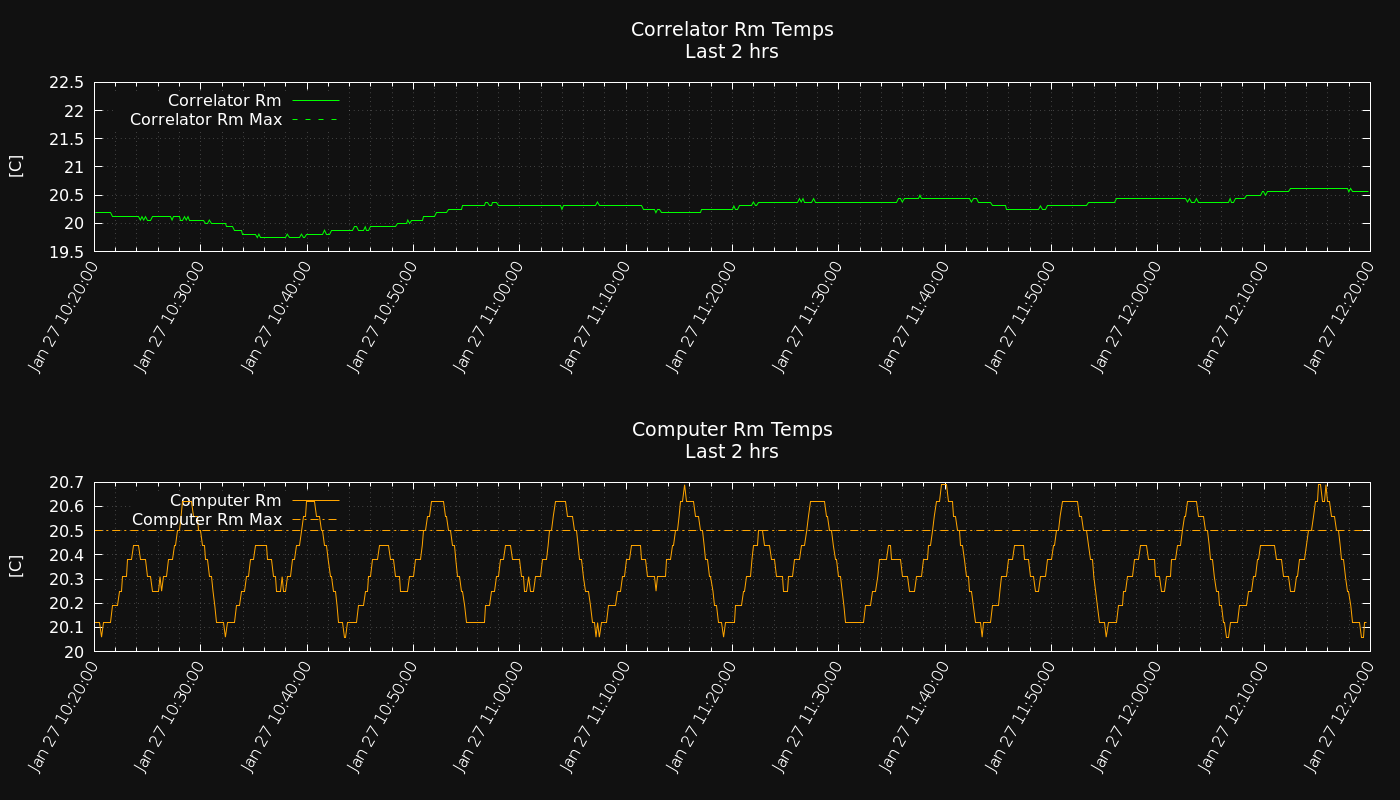 Correlator Rm Temps
Last 2 hrs
22.5
22
21.5
21
20.5
20
19.5
[C]
Correlator Rm
Correlator Rm Max
Jan 27 10:20:00
Jan 27 10:30:00
Jan 27 10:40:00
Jan 27 10:50:00
Jan 27 11:00:00
Jan 27 11:10:00
Jan 27 11:20:00
Jan 27 11:30:00
Jan 27 11:40:00
Jan 27 11:50:00
Jan 27 12:00:00
Jan 27 12:10:00
Jan 27 12:20:00
Computer Rm Temps
Last 2 hrs
20.7
20.6
20.5
20.4
20.3
20.2
20.1
20
[C]
Computer Rm
Computer Rm Max
Jan 27 10:20:00
Jan 27 10:30:00
Jan 27 10:40:00
Jan 27 10:50:00
Jan 27 11:00:00
Jan 27 11:10:00
Jan 27 11:20:00
Jan 27 11:30:00
Jan 27 11:40:00
Jan 27 11:50:00
Jan 27 12:00:00
Jan 27 12:10:00
Jan 27 12:20:00